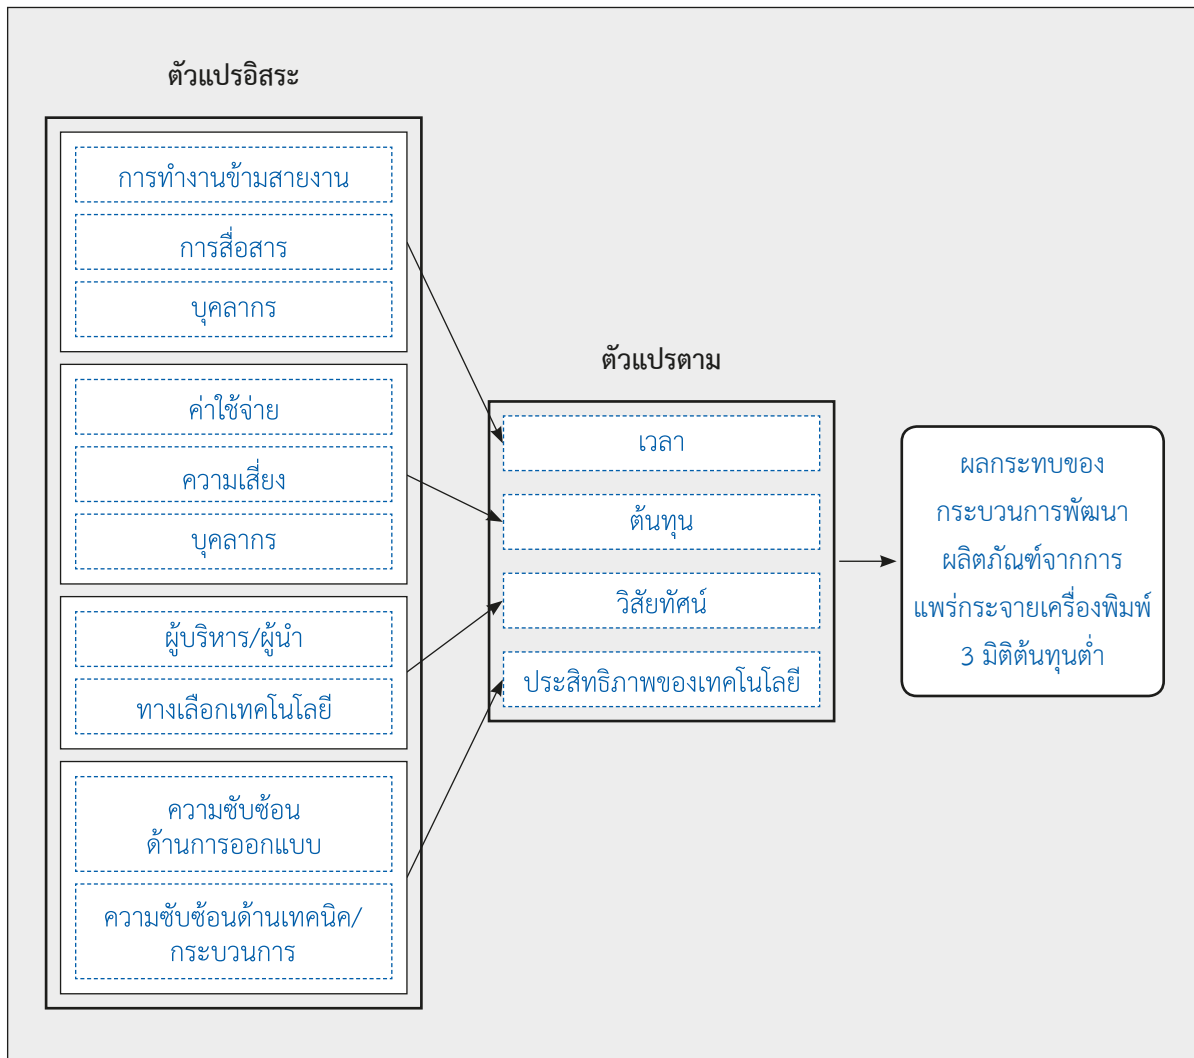 ตัวแปรอิสระ
การทำงานข้ามสายงาน
การสื่อสาร
บุคลากร
ค่าใช้จ่าย
ความเสี่ยง
บุคลากร
ผู้บริหาร/ผู้นำ
ทางเลือกเทคโนโลยี
ความซับซ้อน
ด้านการออกแบบ
ความซับซ้อนด้านเทคนิค/
กระบวนการ
ตัวแปรตาม
เวลา
ต้นทุน
วิสัยทัศน์
ประสิทธิภาพของเทคโนโลยี
ผลกระทบของ
กระบวนการพัฒนา
ผลิตภัณฑ์จากการ
แพร่กระจายเครื่องพิมพ์
3 มิติต้นทุนต่ำ